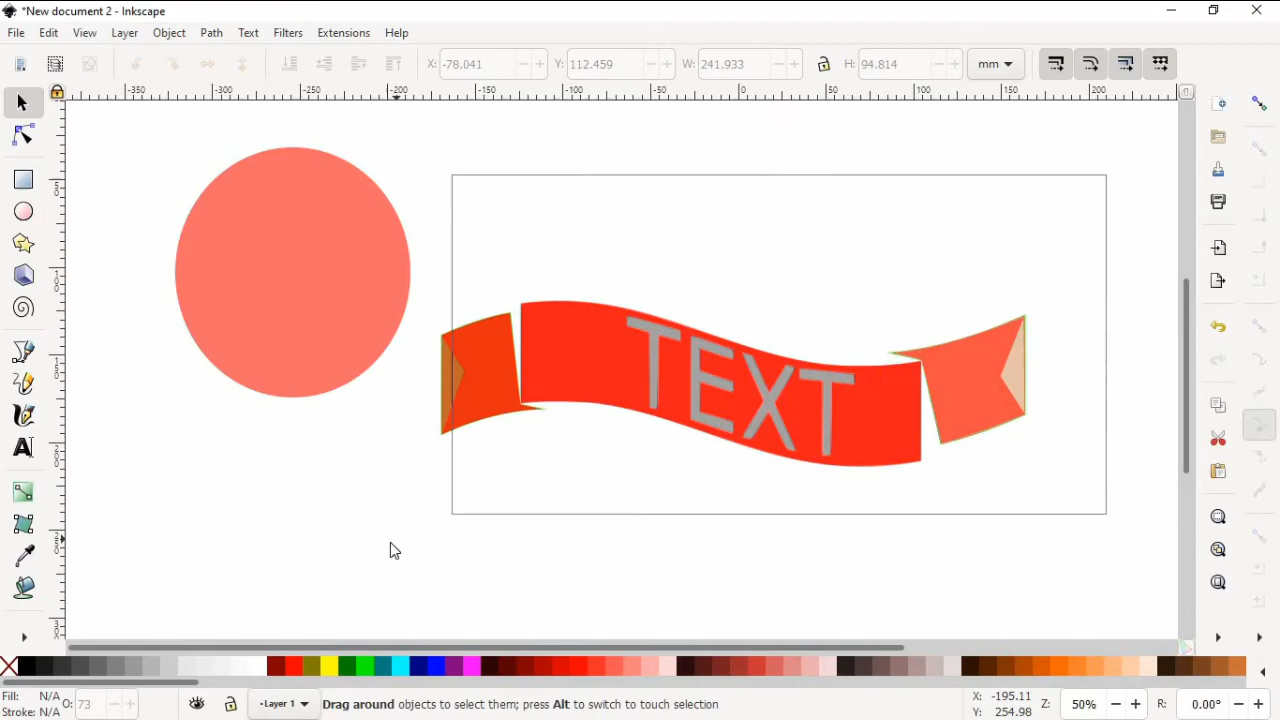 *New document 2 - Inkscape
File Edit View Layer Object Path Text Filters Extensions Help
X: -78.041 Y: 112.459 W: 241.933 H: 94.814 mm
-350 -300 -250 -200 -150 -100 -50 0 50 100 150 200
TEXT
Fill: N/A O: 73 -Layer 1 Drag around objects to select them; press Alt to switch to touch selection X: -195.11 Z: 50% R: 0.00°
Stroke: N/A Y: 254.98